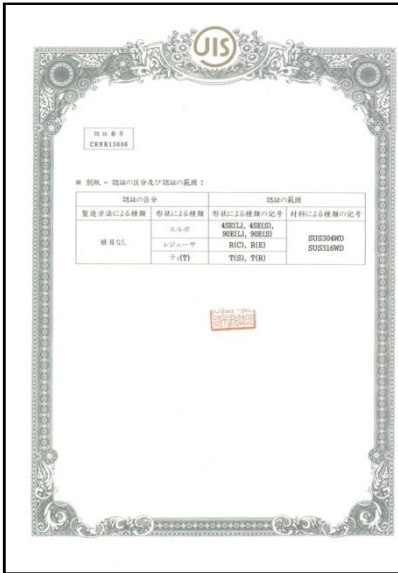 JIS
認証番号
CRKR13006
※ 別紙 - 認証の区分及び認証の範囲 :
認証の区分 認証の範囲
製造方法による種類 形状による種類 形状による種類の記号 材料による種類の記号
継目なし エルボ 45E(L), 45E(S), 90E(L), 90E(S) SUS304WD SUS316WD
レジューサ R(C), R(E)
ティ(T) T(S), T(R)